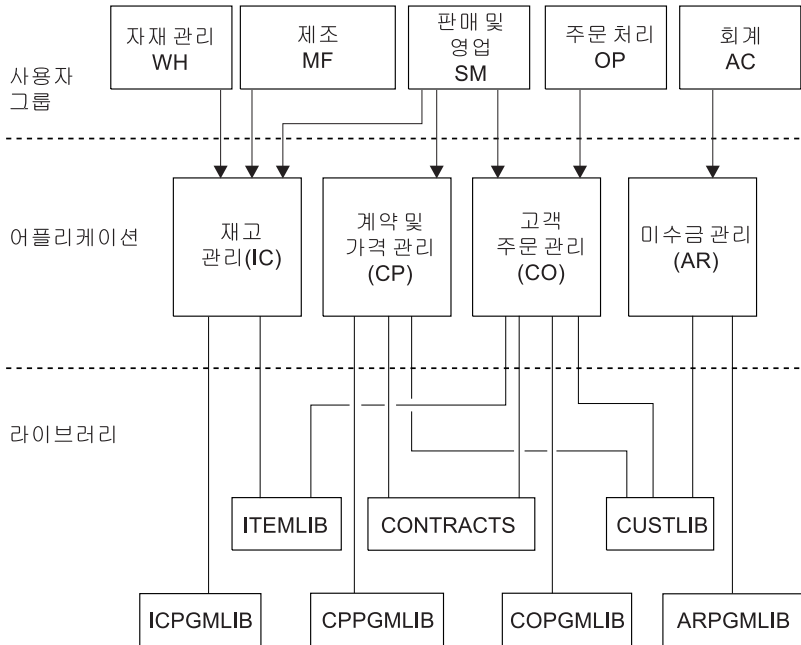 자재 관리
WH
제조
MF
판매 및
영업
SM
주문 처리
OP
회계
AC
사용자
그룹
어플리케이션
재고
관리(IC)
계약 및
가격 관리
(CP)
고객
주문 관리
(CO)
미수금 관리
(AR)
라이브러리
ITEMLIB
CONTRACTS
CUSTLIB
ICPGMLIB
CPPGMLIB
COPGMLIB
ARPGMLIB